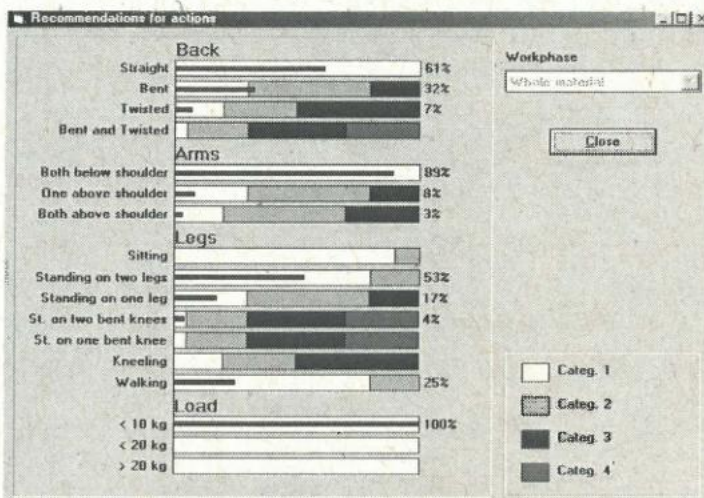 Recommendations for actions
Back
Straight 61%
Bent 32%
Twisted 7%
Bent and Twisted
Arms
Both below shoulder 89%
One above shoulder 8%
Both above shoulder 3%
Legs
Sitting
Standing on two legs 53%
Standing on one leg 17%
St. on two bent knees 4%
St. on one bent knee
Kneeling
Walking 25%
Load
< 10 kg 100%
< 20 kg
> 20 kg
Workphase
Whole material
Close
Categ. 1
Categ. 2
Categ. 3
Categ. 4